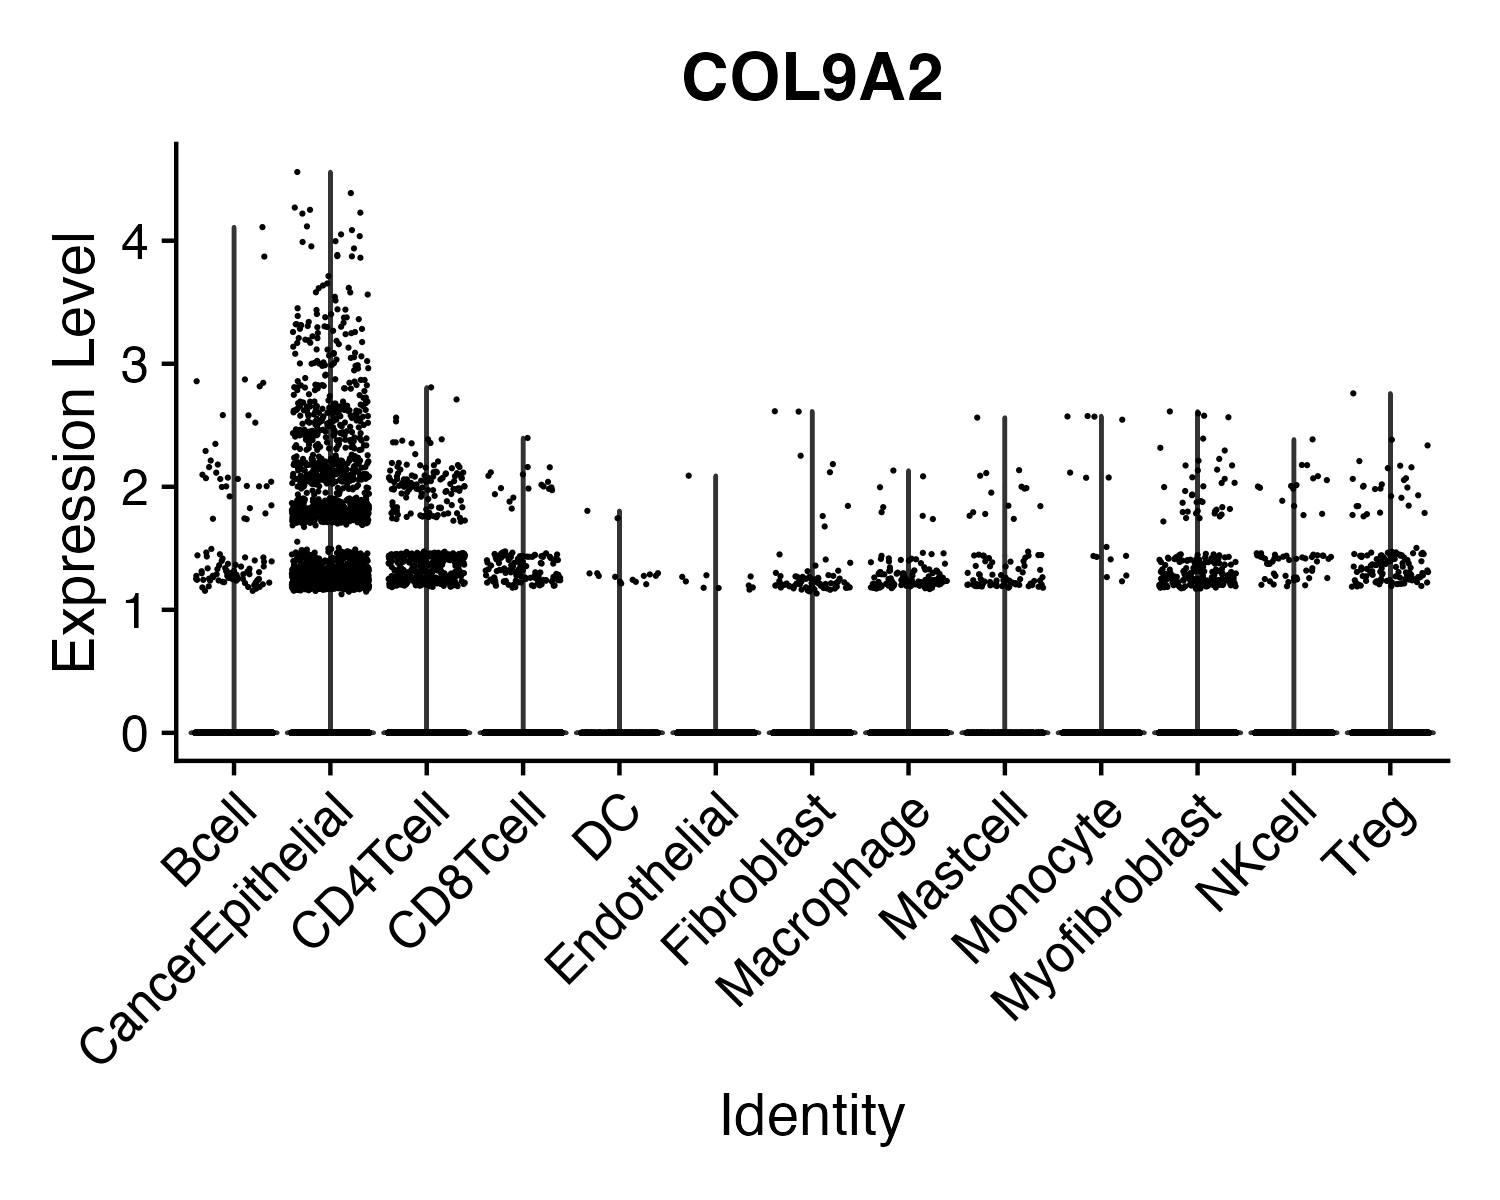 COL9A2
Expression Level
4
3
2
1
0
Bcell
CancerEpithelial
CD4Tcell
CD8Tcell
DC
Endothelial
Fibroblast
Macrophage
Mastcell
Monocyte
Myofibroblast
NKcell
Treg
Identity